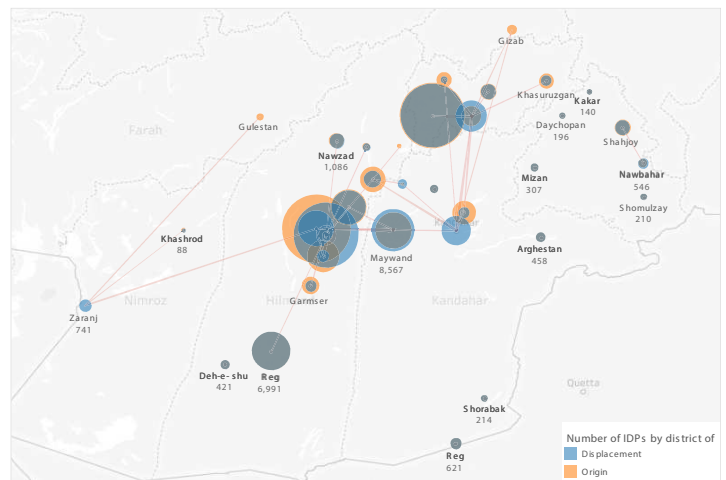 Gizab
Khasuruzgan
Kakar
140
Gulestan
Farah
Daychopan
196
Shahjoy
Nawzad
1,086
Mizan
307
Nawbahar
546
Shomulzay
210
Khashrod
88
Maywand
8,567
Arghestan
458
Nimroz
Garmser
Kandahar
Zaranj
741
Deh-e- shu
421
Reg
6,991
Quetta
Shorabak
214
Reg
621
Number of IDPs by district of
Displacement
Origin